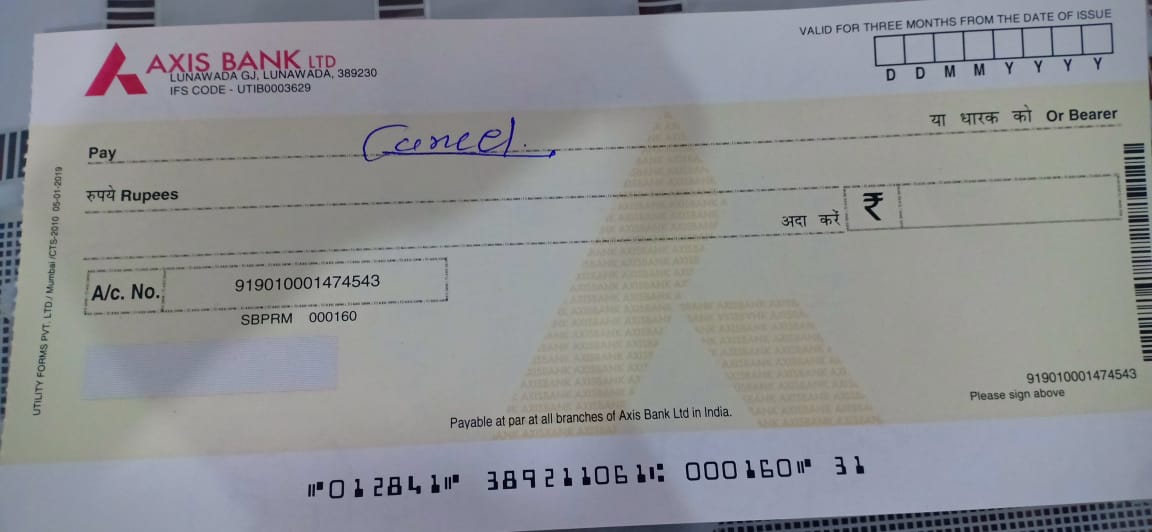 AXIS BANK LTD
LUNAWADA GJ, LUNAWADA, 389230
IFS CODE - UTIB0003629
VALID FOR THREE MONTHS FROM THE DATE OF ISSUE
D D M M Y Y Y Y
Pay Cancel.
या धारक को Or Bearer
रुपये Rupees
अदा करें ₹
A/c. No. 919010001474543
SBPRM 000160
UTILITY FORMS PVT. LTD./ Mumbai /CTS-2010 05-01-2019
919010001474543
Please sign above
Payable at par at all branches of Axis Bank Ltd in India.
⑈012841⑈ 389211061⑆ 000160⑈ 31